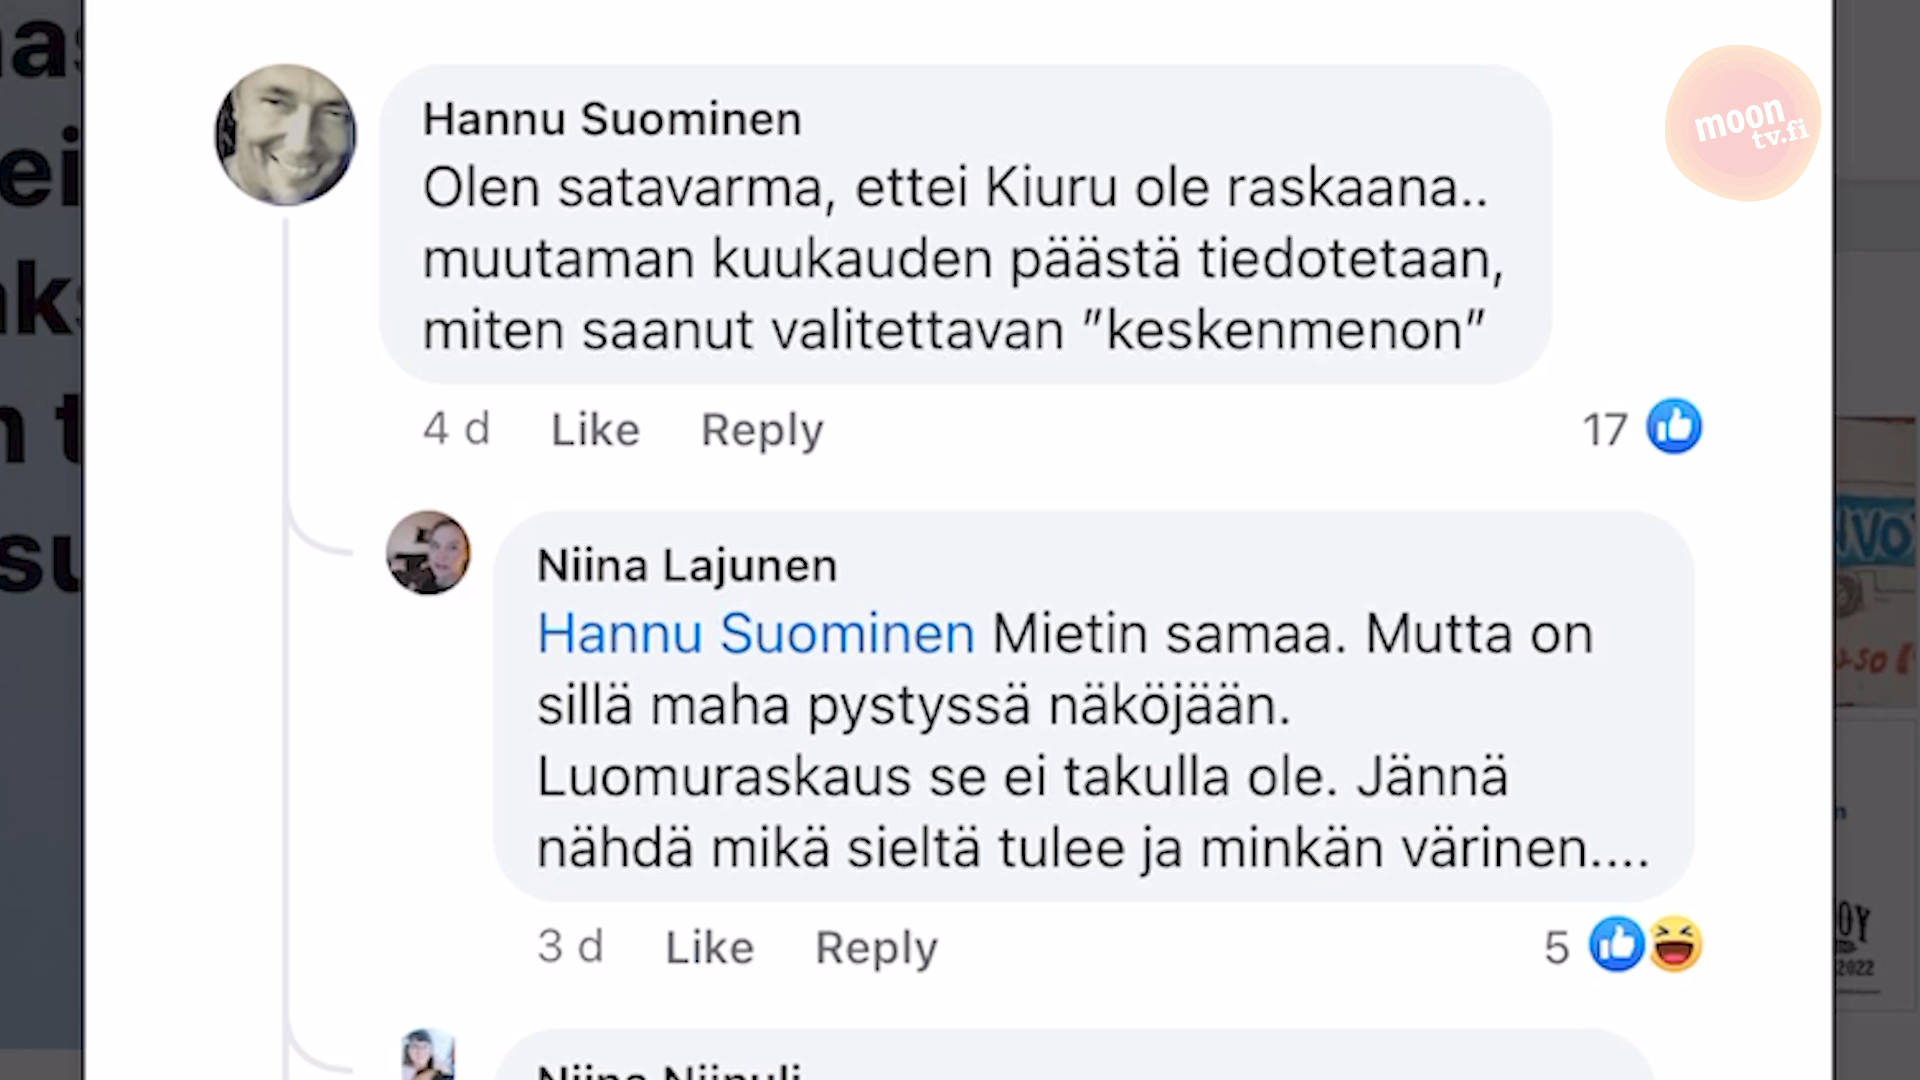 moon
tv.fi
Hannu Suominen
Olen satavarma, ettei Kiuru ole raskaana..
muutaman kuukauden päästä tiedotetaan,
miten saanut valitettavan ”keskenmenon”
4 d Like Reply 17
Niina Lajunen
Hannu Suominen Mietin samaa. Mutta on
sillä maha pystyssä näköjään.
Luomuraskaus se ei takulla ole. Jännä
nähdä mikä sieltä tulee ja minkän värinen....
3 d Like Reply 5
2022